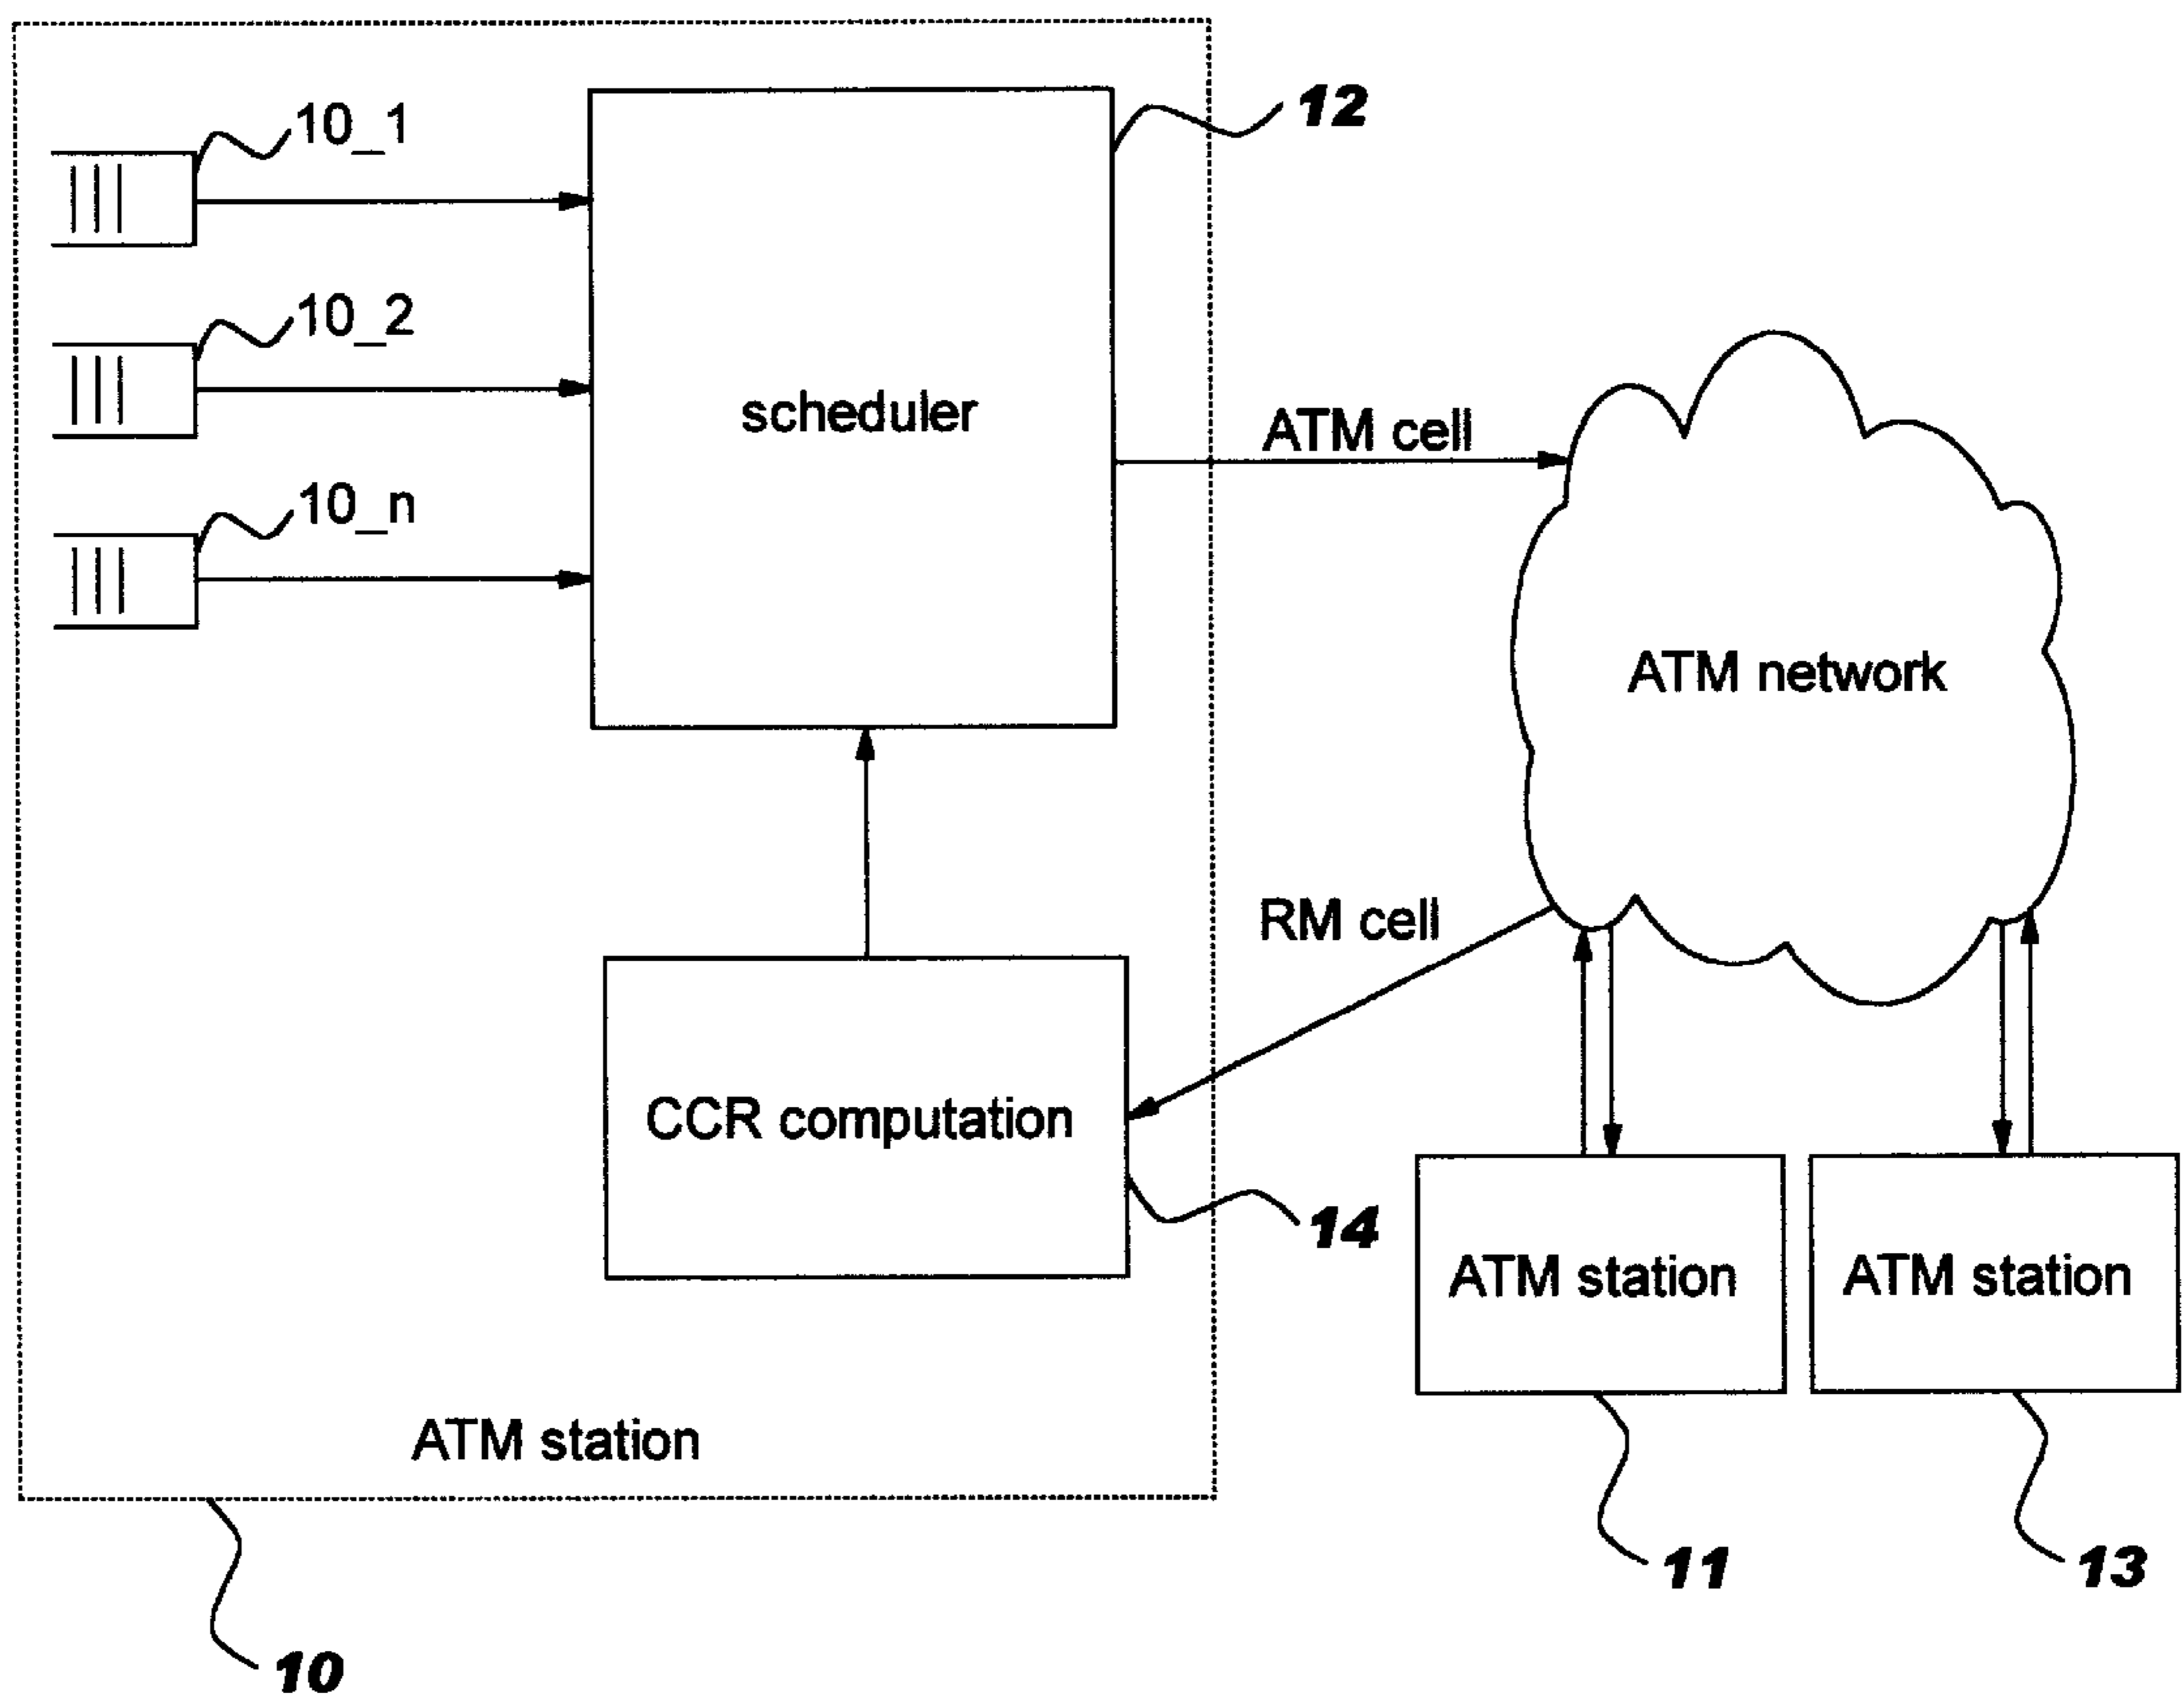 10_1
12
10_2
scheduler
ATM cell
10_n
ATM network
RM cell
CCR computation
14
ATM station
ATM station
ATM station
11
13
10